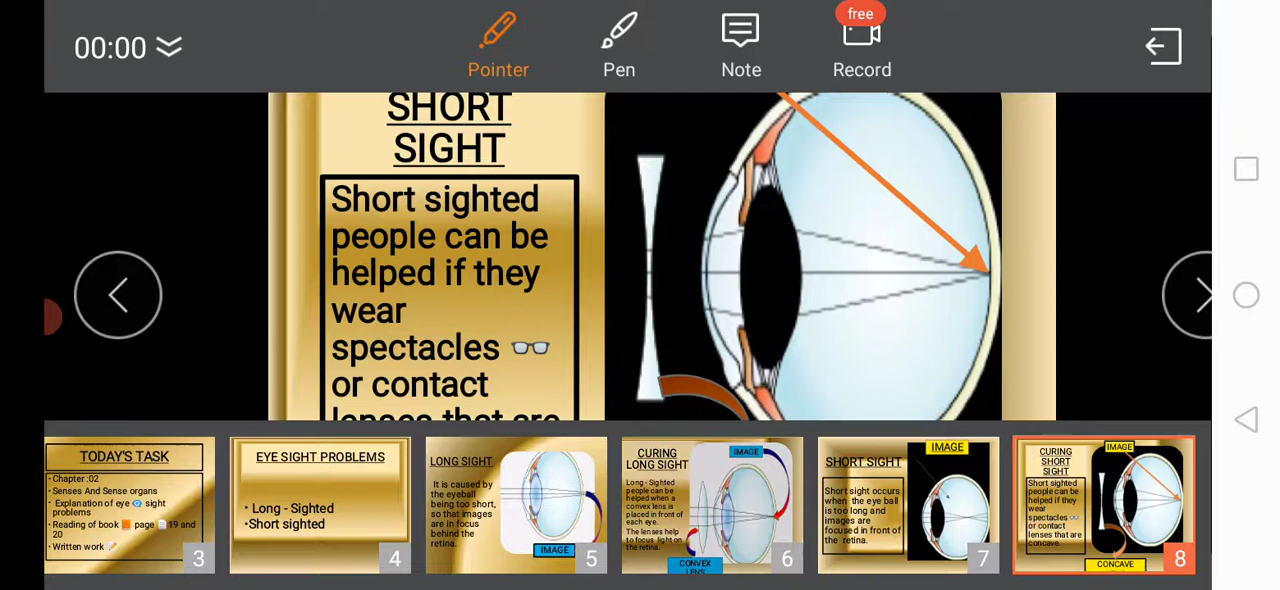 free
00:00
Pointer
Pen
Note
Record
SHORT
SIGHT
Short sighted
people can be
helped if they
wear
spectacles 👓
or contact
lenses that are
TODAY'S TASK
• Chapter :02
• Senses And Sense organs
• Explanation of eye 👁 sight
problems
• Reading of book 📙 page 📄19 and
20
• Written work 📝
3
EYE SIGHT PROBLEMS
• Long - Sighted
•Short sighted
4
LONG SIGHT
It is caused by
the eyeball
being too short,
so that images
are in focus
behind the
retina.
IMAGE
5
CURING
LONG SIGHT
Long - Sighted
people can be
helped when a
convex lens is
placed in front of
each eye.
The lenses help
to focus light on
the retina.
IMAGE
CONVEX
LENS
6
SHORT SIGHT
Short sight occurs
when the eye ball
is too long and
images are
focused in front of
the retina.
IMAGE
7
CURING
SHORT
SIGHT
Short sighted
people can be
helped if they
wear
spectacles 👓
or contact
lenses that are
concave.
IMAGE
CONCAVE
8